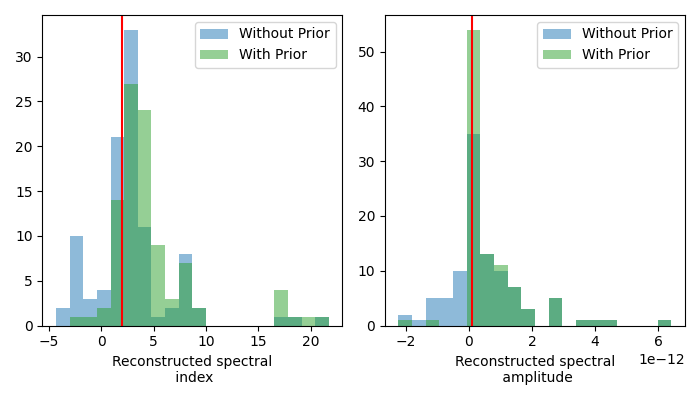 Without Prior
With Prior
30
25
20
15
10
5
0
−5
0
5
10
15
20
Reconstructed spectral
index
Without Prior
With Prior
50
40
30
20
10
0
−2
0
2
4
6
1e−12
Reconstructed spectral
amplitude